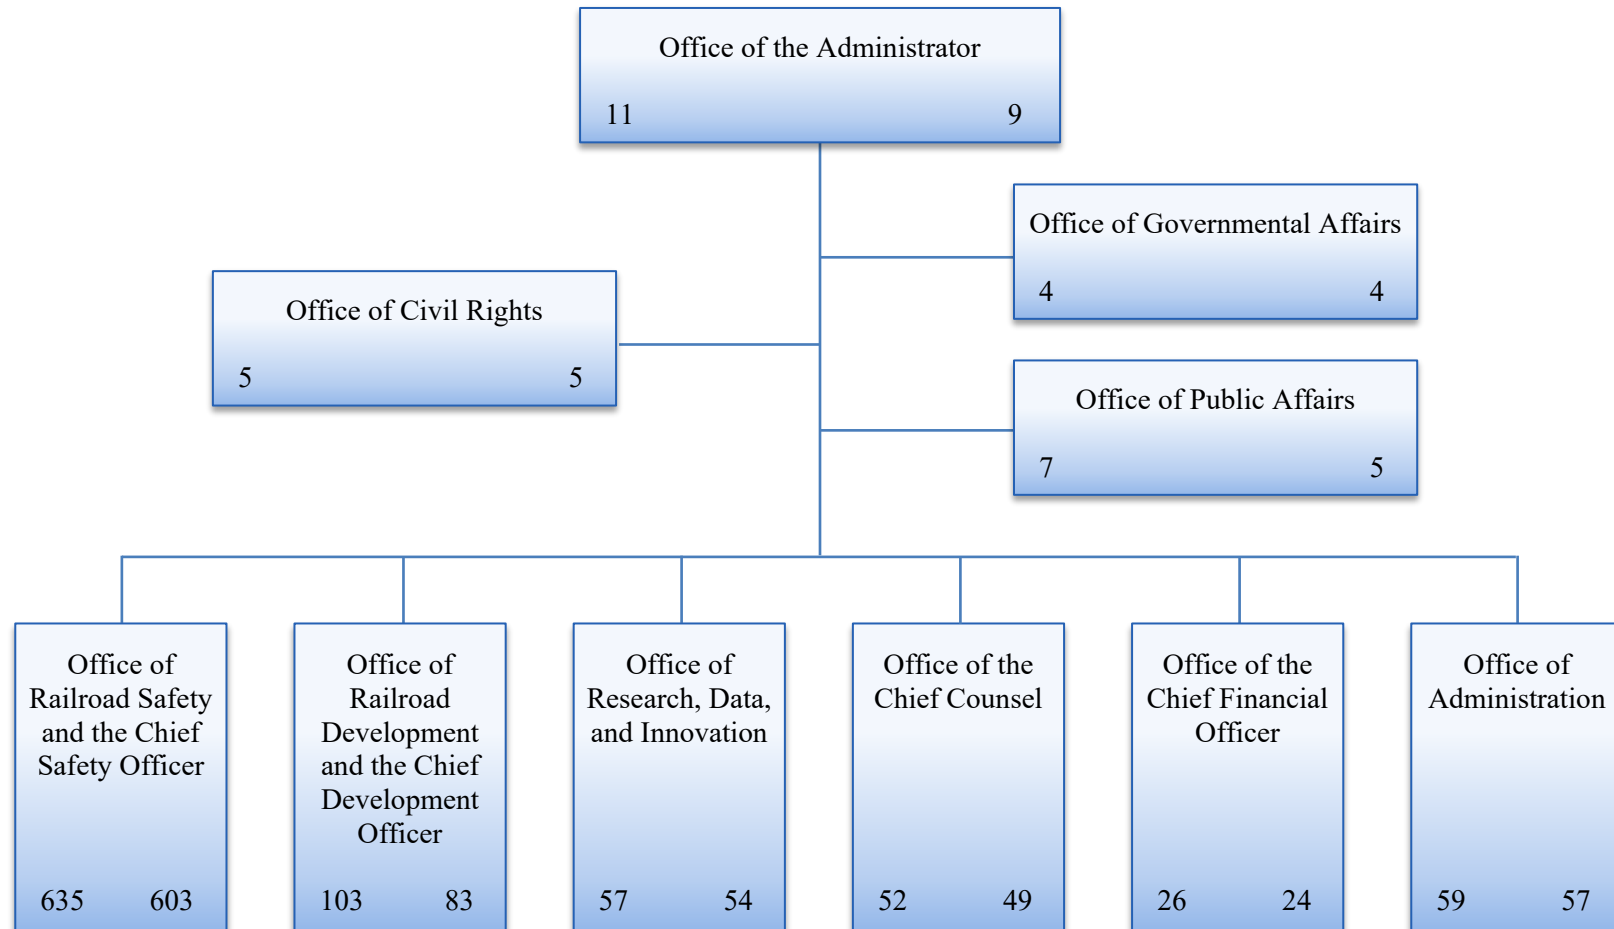 Office of the Administrator
11 9
Office of Governmental Affairs
4 4
Office of Civil Rights
5 5
Office of Public Affairs
7 5
Office of
Railroad Safety
and the Chief
Safety Officer
635 603
Office of
Railroad
Development
and the Chief
Development
Officer
103 83
Office of
Research, Data,
and Innovation
57 54
Office of the
Chief Counsel
52 49
Office of the
Chief Financial
Officer
26 24
Office of
Administration
59 57